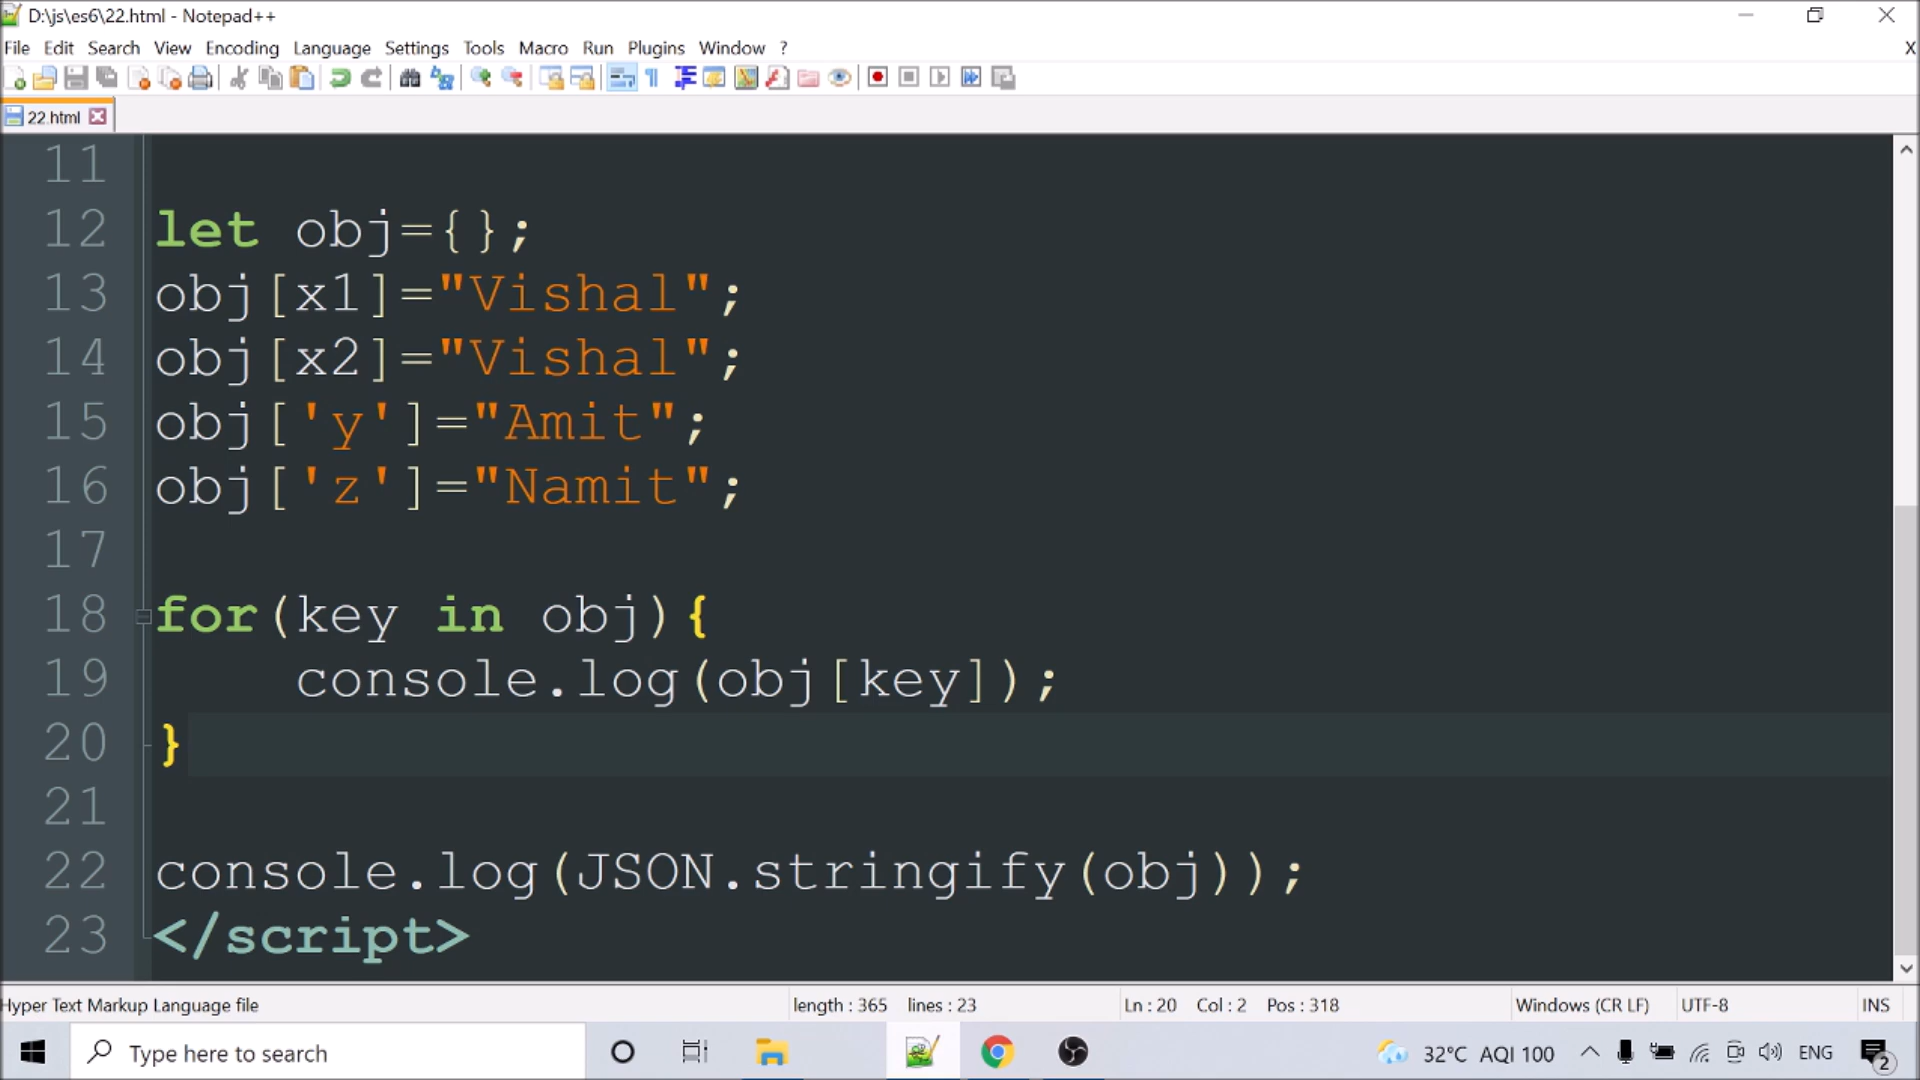 D:\js\es6\22.html - Notepad++
File Edit Search View Encoding Language Settings Tools Macro Run Plugins Window ? X
22.html
11
12 let obj={};
13 obj[x1]="Vishal";
14 obj[x2]="Vishal";
15 obj['y']="Amit";
16 obj['z']="Namit";
17
18 for(key in obj){
19 console.log(obj[key]);
20 }
21
22 console.log(JSON.stringify(obj));
23 </script>
Hyper Text Markup Language file length : 365 lines : 23 Ln : 20 Col : 2 Pos : 318 Windows (CR LF) UTF-8 INS
Type here to search 32°C AQI 100 ENG 2